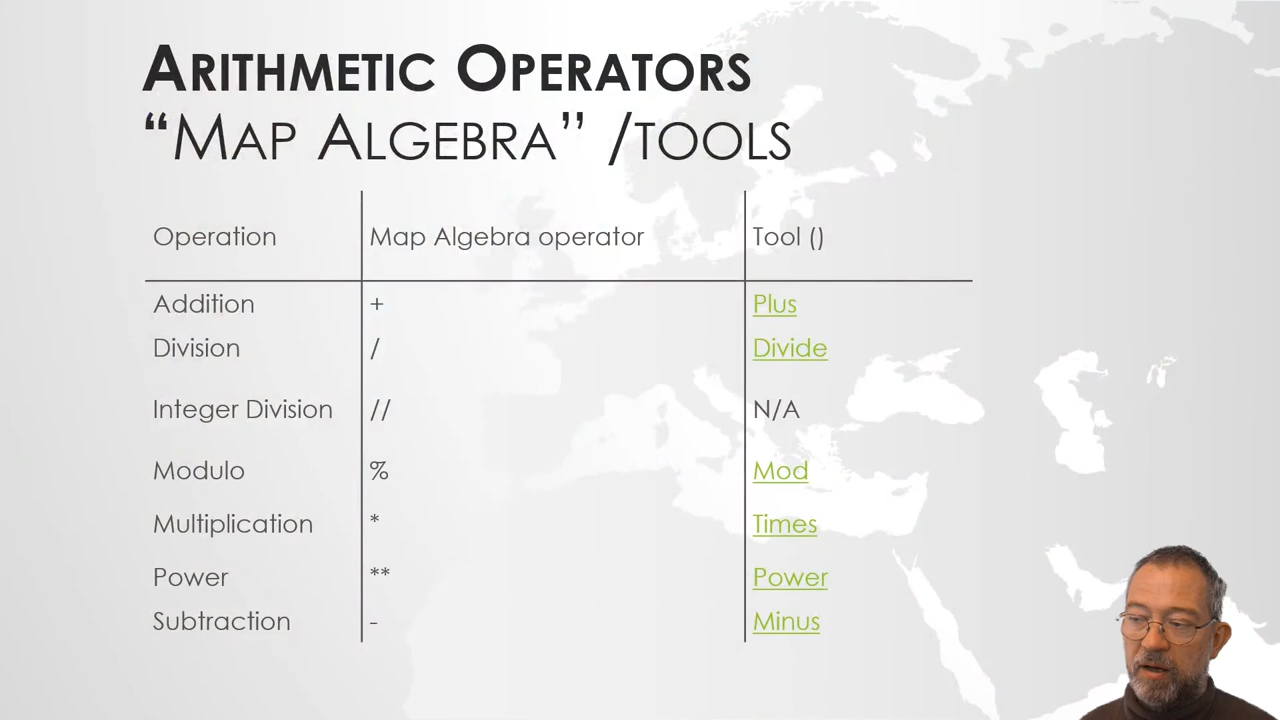 ARITHMETIC OPERATORS
“MAP ALGEBRA” /TOOLS
Operation Map Algebra operator Tool ()
Addition + Plus
Division / Divide
Integer Division // N/A
Modulo % Mod
Multiplication * Times
Power ** Power
Subtraction - Minus